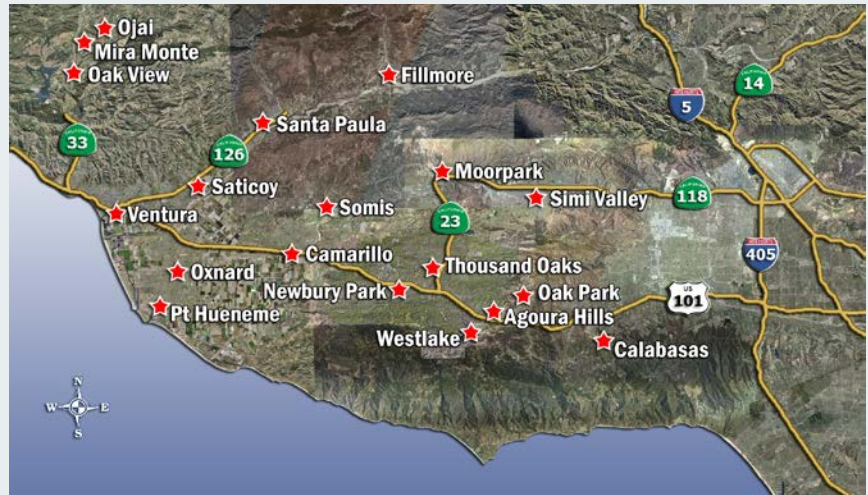 Ojai
Mira Monte
Oak View
Fillmore
14
5
Santa Paula
33
126
Moorpark
Saticoy
Simi Valley
118
Somis
Ventura
23
Camarillo
405
Thousand Oaks
Oxnard
Newbury Park
Oak Park
US
101
Pt Hueneme
Agoura Hills
Westlake
Calabasas
N
W E
S